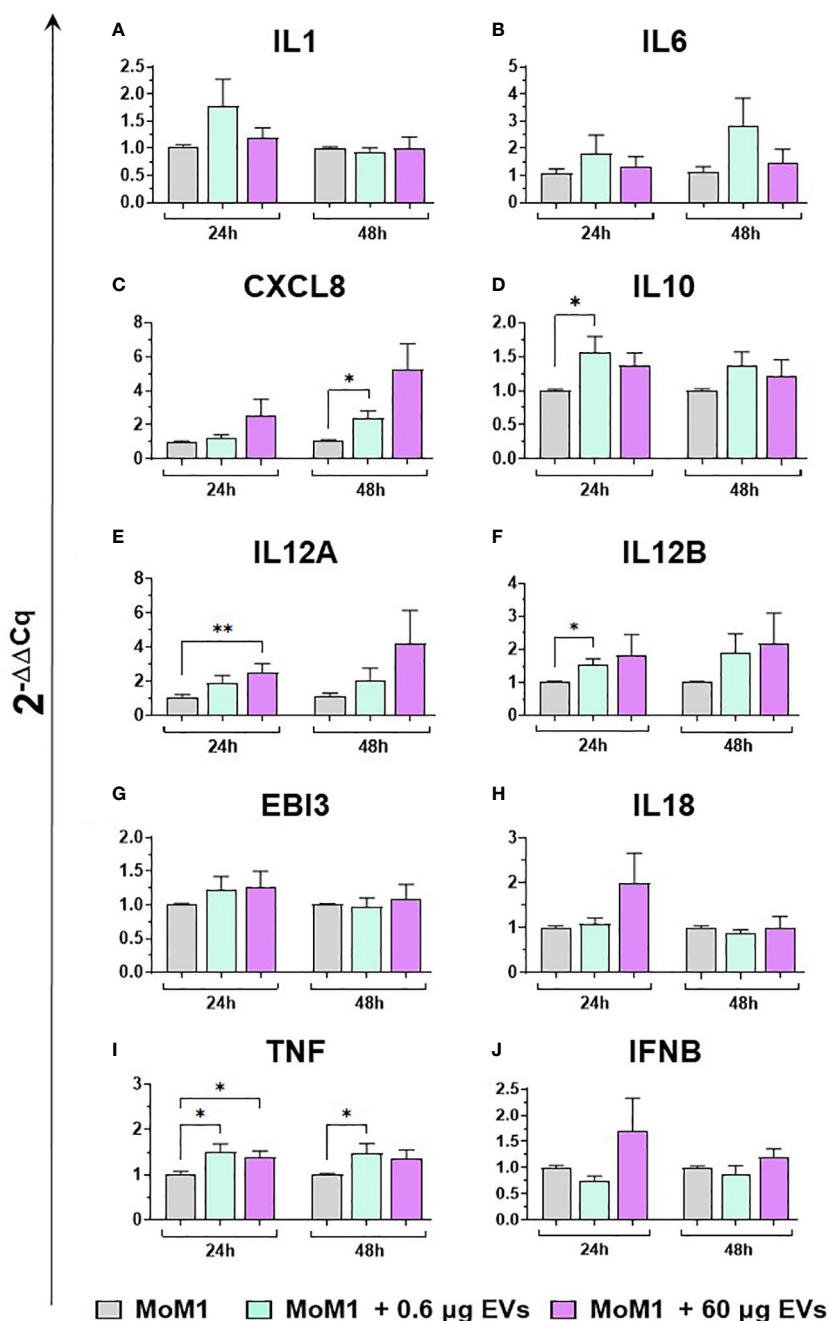 2-ΔΔCq
A
IL1
2.5
2.0
1.5
1.0
0.5
0.0
24h
48h
B
IL6
5
4
3
2
1
0
24h
48h
C
CXCL8
8
6
4
2
0
*
24h
48h
D
IL10
2.0
1.5
1.0
0.5
0.0
*
24h
48h
E
IL12A
8
6
4
2
0
**
24h
48h
F
IL12B
4
3
2
1
0
*
24h
48h
G
EBI3
2.0
1.5
1.0
0.5
0.0
24h
48h
H
IL18
3
2
1
0
24h
48h
I
TNF
3
2
1
0
*
*
*
24h
48h
J
IFNB
2.5
2.0
1.5
1.0
0.5
0.0
24h
48h
MoM1 MoM1 + 0.6 µg EVs MoM1 + 60 µg EVs